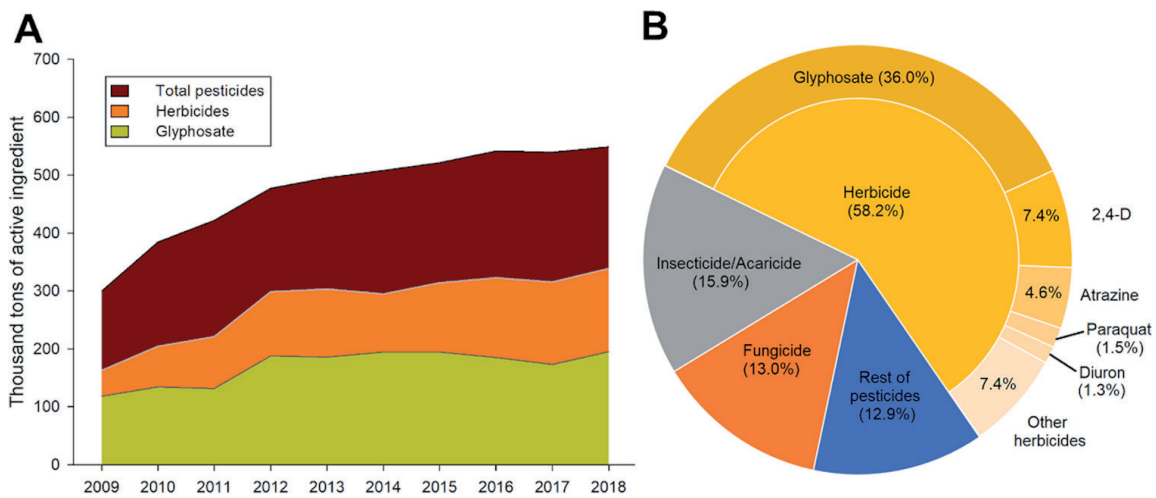 A
Thousand tons of active ingredient
700
600
500
400
300
200
100
0
Total pesticides
Herbicides
Glyphosate
2009 2010 2011 2012 2013 2014 2015 2016 2017 2018
B
Glyphosate (36.0%)
Herbicide
(58.2%)
7.4%
2,4-D
4.6%
Atrazine
Paraquat
(1.5%)
Diuron
(1.3%)
7.4%
Other
herbicides
Insecticide/Acaricide
(15.9%)
Fungicide
(13.0%)
Rest of
pesticides
(12.9%)